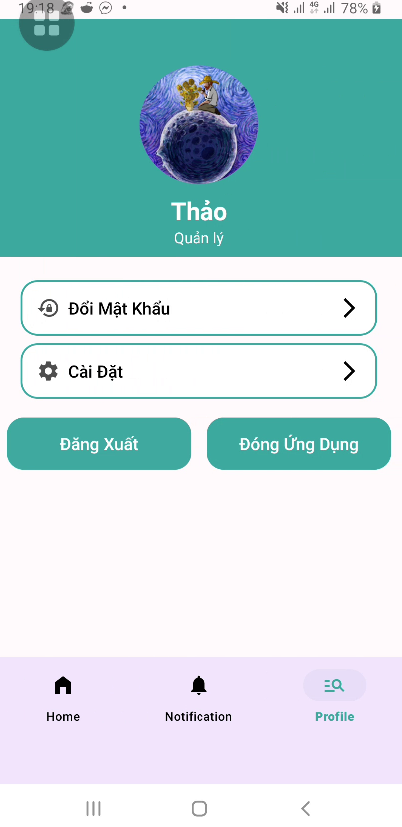 19:18 4G 78%
Thảo
Quản lý
Đổi Mật Khẩu
Cài Đặt
Đăng Xuất Đóng Ứng Dụng
Home Notification Profile